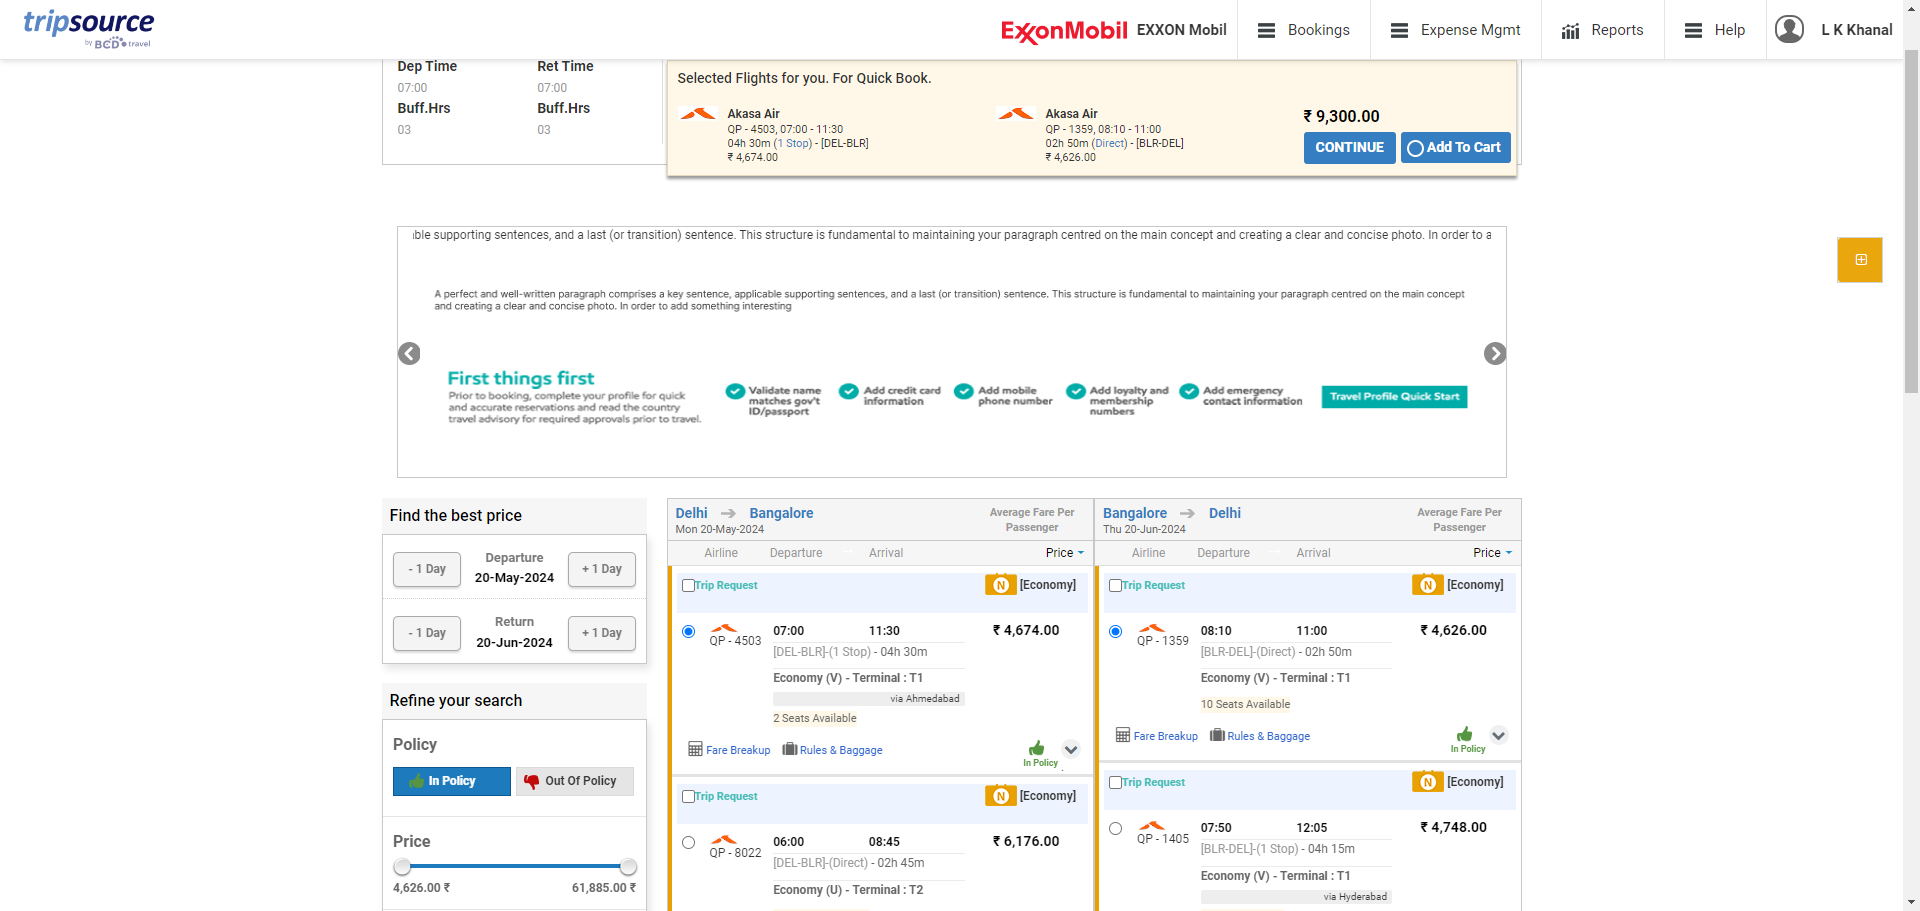 tripsource
by BCD travel
ExxonMobil EXXON Mobil
Bookings
Expense Mgmt
Reports
Help
L K Khanal
Dep Time Ret Time
07:00 07:00
Buff.Hrs Buff.Hrs
03 03
Selected Flights for you. For Quick Book.
Akasa Air
QP - 4503, 07:00 - 11:30
04h 30m (1 Stop) - [DEL-BLR]
₹ 4,674.00
Akasa Air
QP - 1359, 08:10 - 11:00
02h 50m (Direct) - [BLR-DEL]
₹ 4,626.00
₹ 9,300.00
CONTINUE
Add To Cart
ble supporting sentences, and a last (or transition) sentence. This structure is fundamental to maintaining your paragraph centred on the main concept and creating a clear and concise photo. In order to a
A perfect and well-written paragraph comprises a key sentence, applicable supporting sentences, and a last (or transition) sentence. This structure is fundamental to maintaining your paragraph centred on the main concept
and creating a clear and concise photo. In order to add something interesting
First things first
Prior to booking, complete your profile for quick
and accurate reservations and read the country
travel advisory for required approvals prior to travel.
Validate name
matches gov't
ID/passport
Add credit card
information
Add mobile
phone number
Add loyalty and
membership
numbers
Add emergency
contact information
Travel Profile Quick Start
Find the best price
- 1 Day
Departure
20-May-2024
+ 1 Day
- 1 Day
Return
20-Jun-2024
+ 1 Day
Refine your search
Policy
In Policy
Out Of Policy
Price
4,626.00 ₹ 61,885.00 ₹
Delhi Bangalore
Mon 20-May-2024
Average Fare Per
Passenger
Airline Departure Arrival Price
Trip Request
N [Economy]
QP - 4503
07:00 11:30
₹ 4,674.00
[DEL-BLR]-(1 Stop) - 04h 30m
Economy (V) - Terminal : T1
via Ahmedabad
2 Seats Available
Fare Breakup
Rules & Baggage
In Policy
Trip Request
N [Economy]
QP - 8022
06:00 08:45
₹ 6,176.00
[DEL-BLR]-(Direct) - 02h 45m
Economy (U) - Terminal : T2
Bangalore Delhi
Thu 20-Jun-2024
Average Fare Per
Passenger
Airline Departure Arrival Price
Trip Request
N [Economy]
QP - 1359
08:10 11:00
₹ 4,626.00
[BLR-DEL]-(Direct) - 02h 50m
Economy (V) - Terminal : T1
10 Seats Available
Fare Breakup
Rules & Baggage
In Policy
Trip Request
N [Economy]
QP - 1405
07:50 12:05
₹ 4,748.00
[BLR-DEL]-(1 Stop) - 04h 15m
Economy (V) - Terminal : T1
via Hyderabad